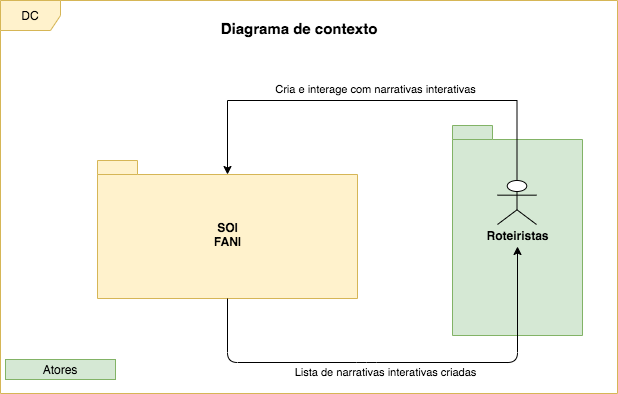 DC
Diagrama de contexto
Cria e interage com narrativas interativas
SOI
FANI
Roteiristas
Atores
Lista de narrativas interativas criadas